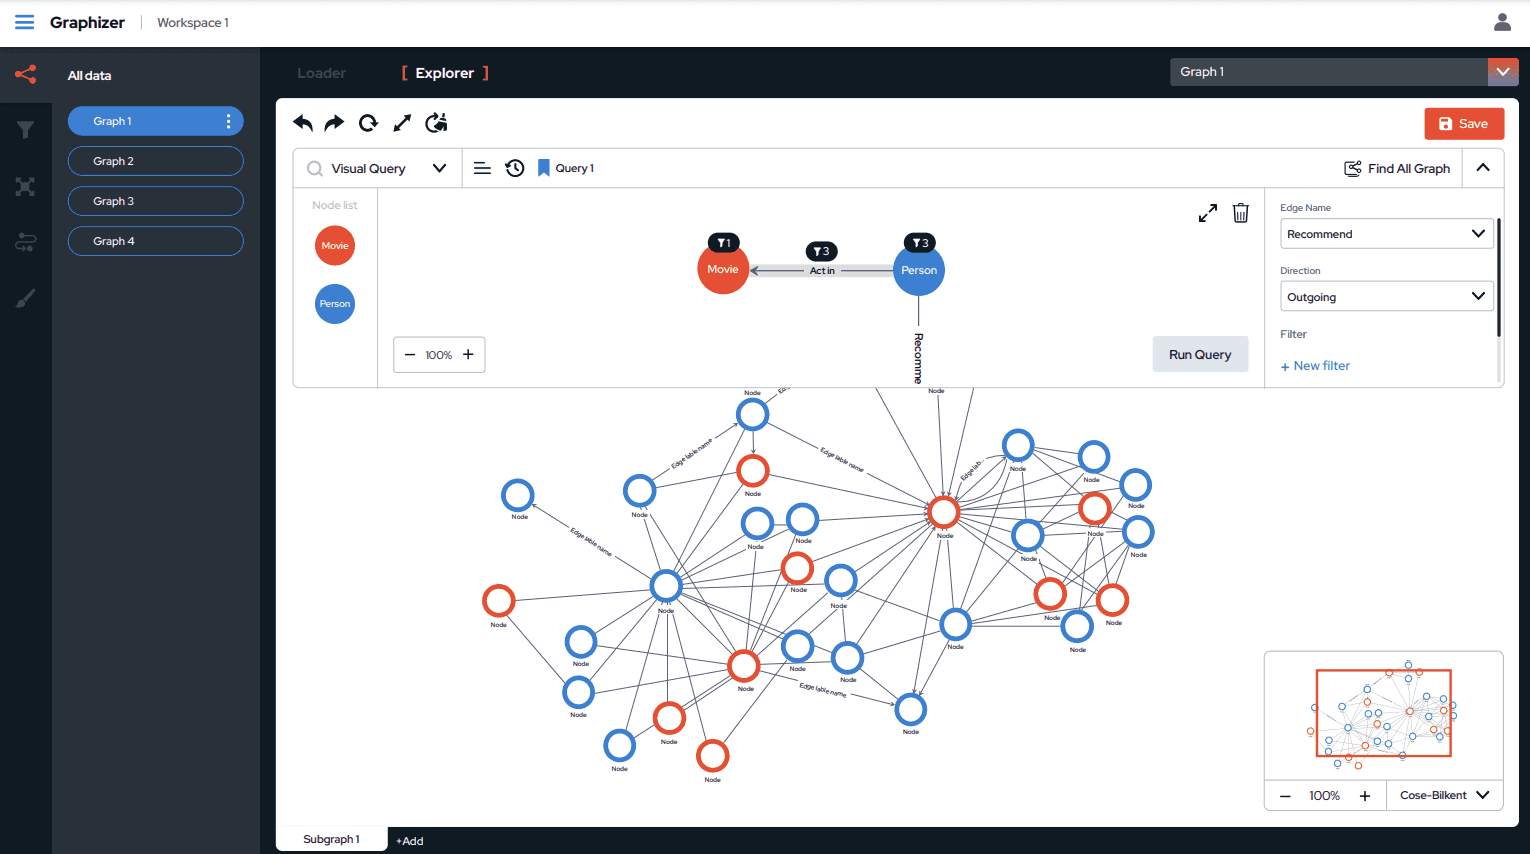 Graphizer
Workspace 1
All data
Graph 1
Graph 2
Graph 3
Graph 4
Loader
[ Explorer ]
Graph 1
Save
Visual Query
Query 1
Find All Graph
Node list
Movie
Person
1
Movie
3
Act in
3
Person
Recomme
100%
Run Query
Edge Name
Recommend
Direction
Outgoing
Filter
+ New filter
Node
Node
Edge lable name
Edge lable name
Edge lab...
Node
Node
Node
Node
Node
Node
Node
Node
Node
Node
Node
Node
Edge lable name
Node
Node
Node
Node
Node
Node
Node
Node
Node
Node
Node
Node
Node
Node
Edge lable name
Node
Node
Node
Node
Node
100%
Cose-Bilkent
Subgraph 1
+Add